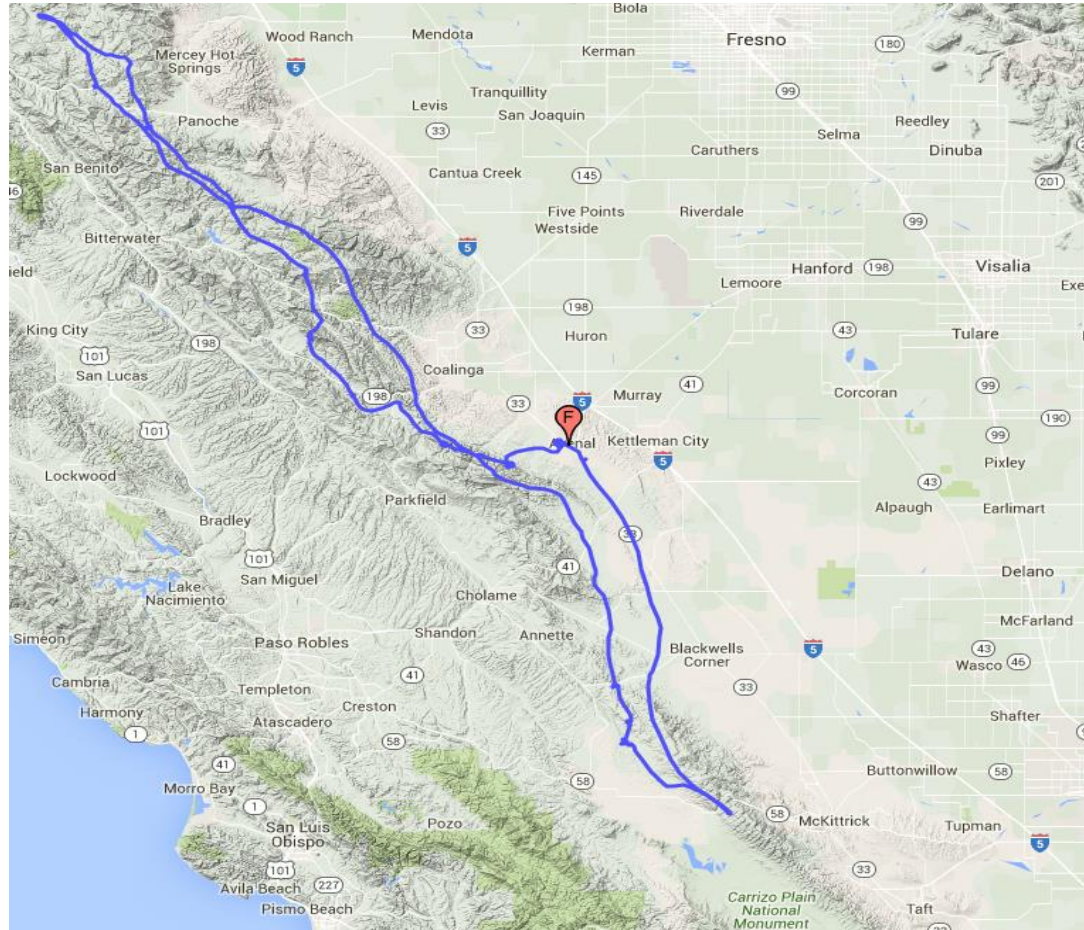 Biola
Wood Ranch
Mendota
Kerman
Fresno
180
Mercey Hot
Springs
5
99
Levis
Tranquillity
San Joaquin
Reedley
Panoche
33
Selma
Dinuba
Caruthers
San Benito
Cantua Creek
145
201
46
Five Points
Westside
Riverdale
99
Bitterwater
5
Hanford
198
Visalia
Lemoore
Exe
field
198
King City
33
Huron
43
Tulare
101
198
San Lucas
Coalinga
41
Murray
5
Corcoran
99
198
33
190
101
F
Kettleman City
5
Pixley
Lockwood
Parkfield
43
Alpaugh
Earlimart
Bradley
33
101
San Miguel
41
Delano
Lake
Nacimiento
Cholame
McFarland
Simeon
Paso Robles
Shandon
Annette
Blackwells
Corner
5
43
46
Wasco
41
Cambria
Templeton
33
Harmony
Creston
Shafter
1
Atascadero
58
41
Buttonwillow
58
58
Morro Bay
1
Pozo
58
McKittrick
Tupman
San Luis
Obispo
5
101
227
Avila Beach
33
Carrizo Plain
National
Monument
Taft
Pismo Beach
33